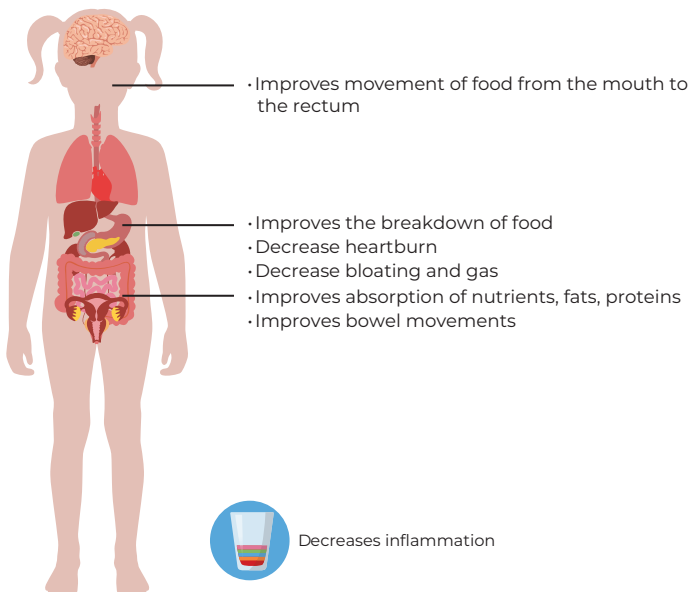 · Improves movement of food from the mouth to
the rectum
· Improves the breakdown of food
· Decrease heartburn
· Decrease bloating and gas
· Improves absorption of nutrients, fats, proteins
· Improves bowel movements
Decreases inflammation